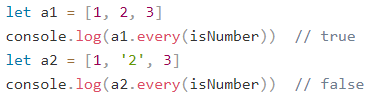 let a1 = [1, 2, 3]
console.log(a1.every(isNumber))  // true
let a2 = [1, '2', 3]
console.log(a2.every(isNumber))  // false